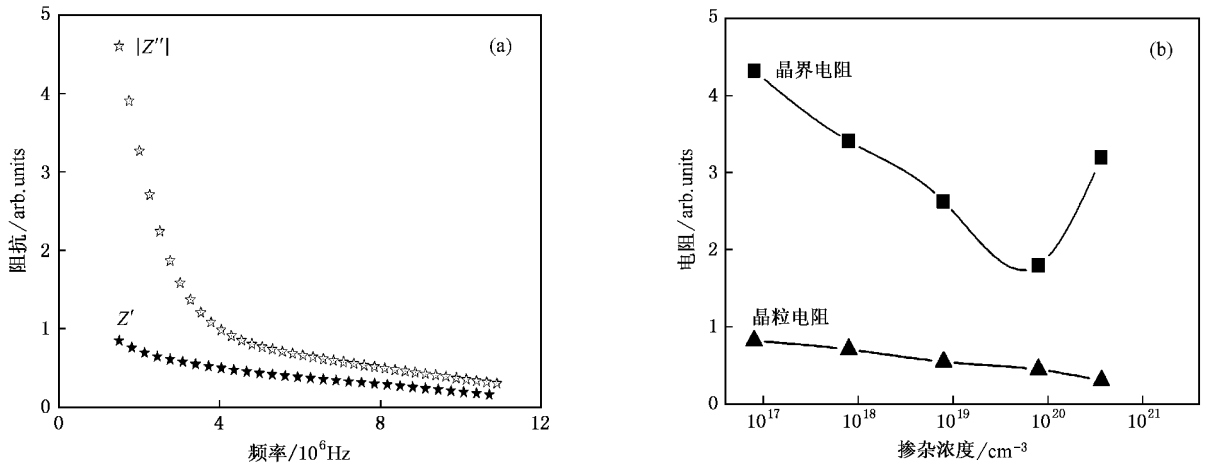 (a)
|Z''|
Z'
5
4
3
2
1
0
0
4
8
12
阻抗/arb.units
频率/10⁶Hz
(b)
晶界电阻
晶粒电阻
5
4
3
2
1
0
10¹⁷
10¹⁸
10¹⁹
10²⁰
10²¹
电阻/arb.units
掺杂浓度/cm⁻³